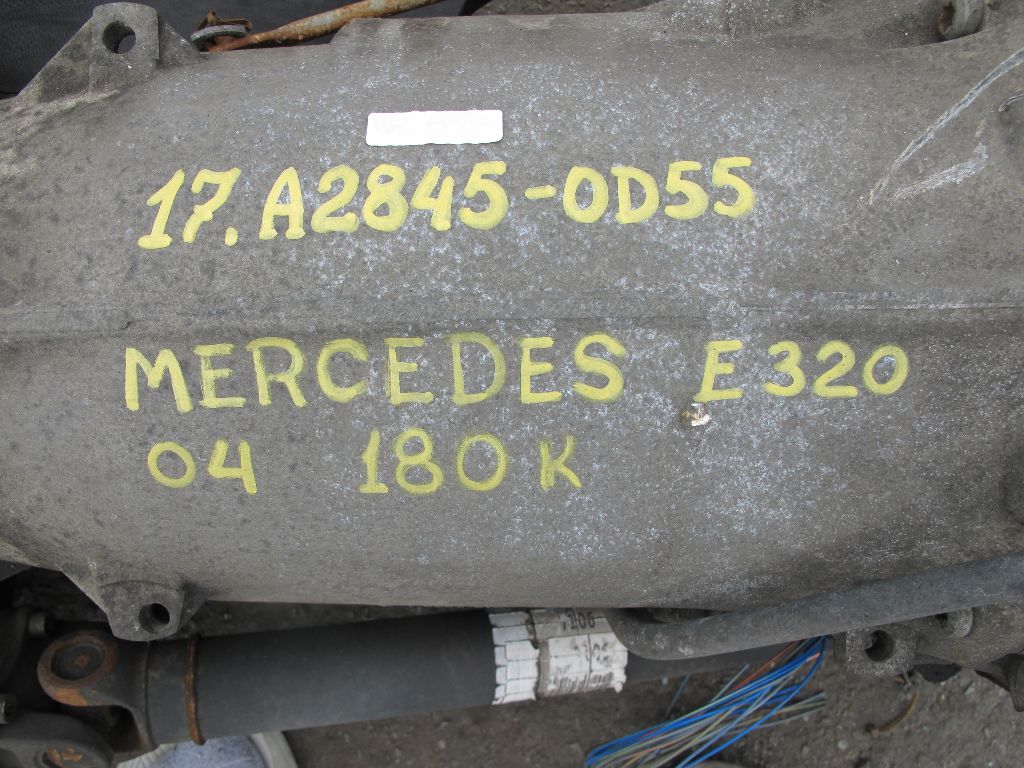 17. A2845-0D55
MERCEDES E320
04 180K